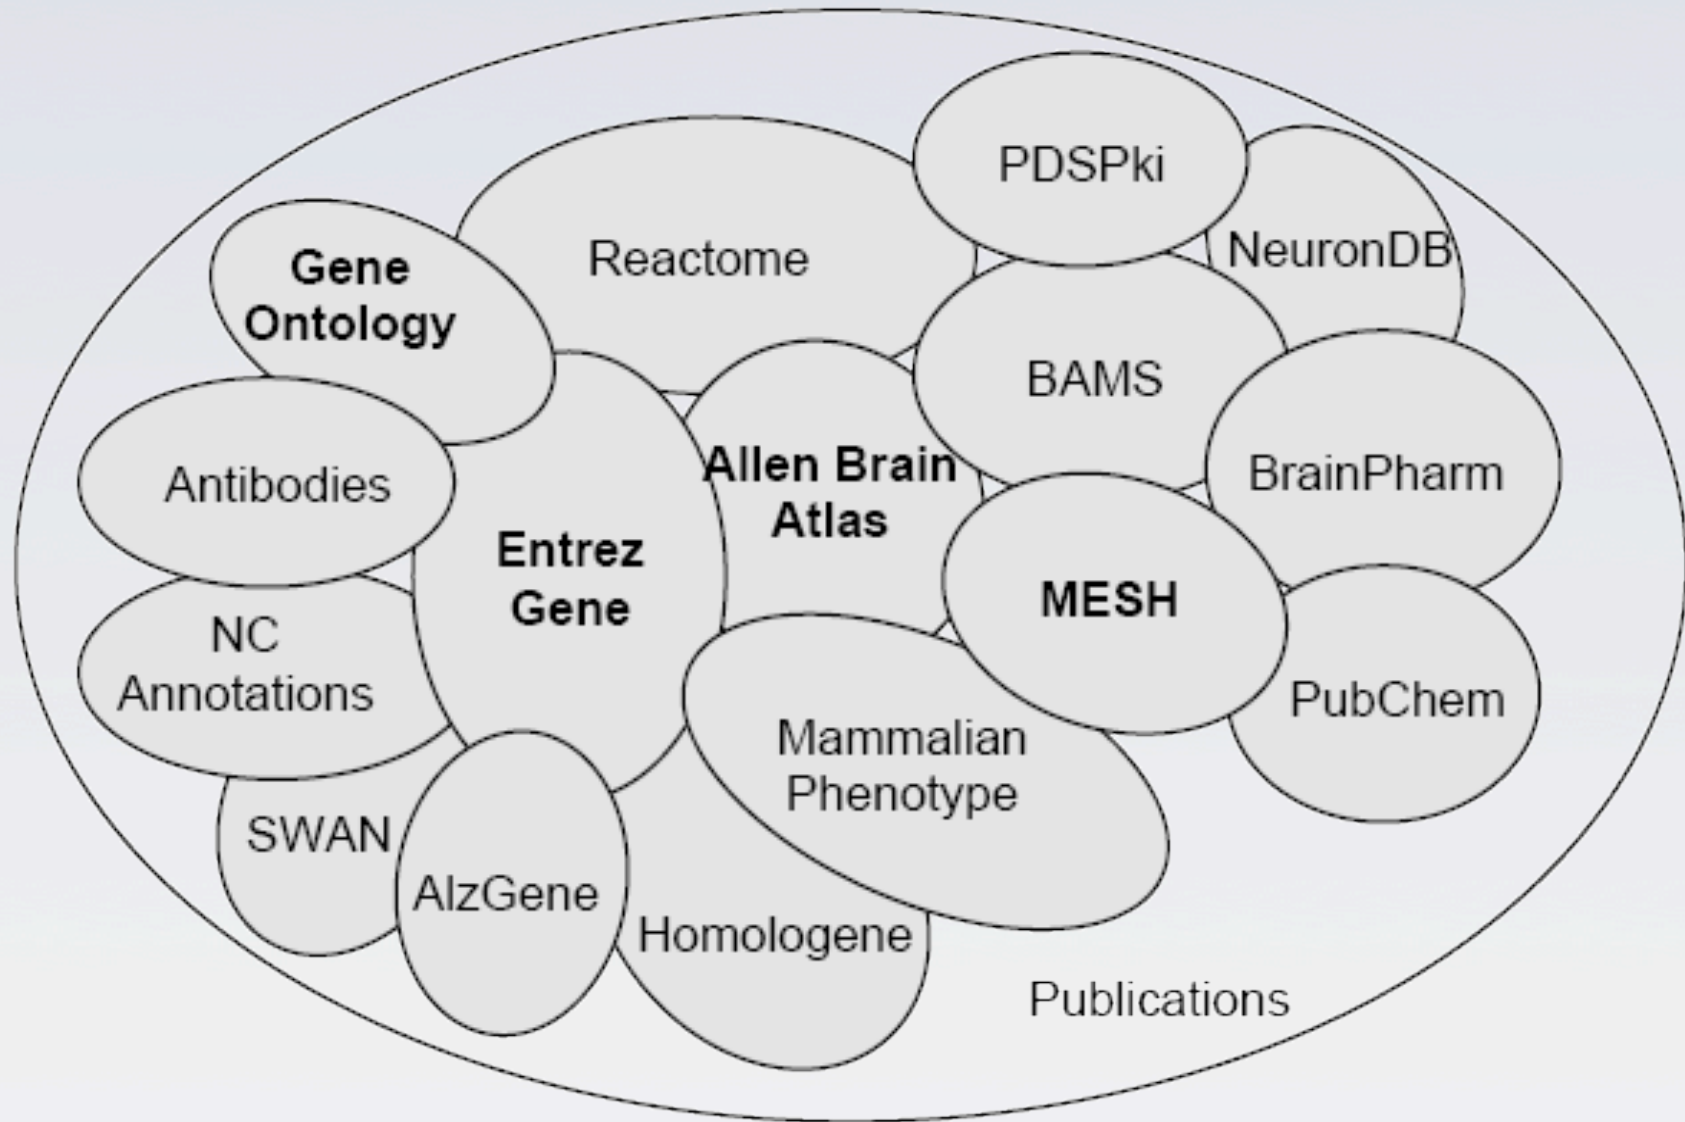 PDSPki
NeuronDB
Reactome
Gene
Ontology
BAMS
Allen Brain
Atlas
BrainPharm
Antibodies
Entrez
Gene
MESH
NC
Annotations
PubChem
Mammalian
Phenotype
SWAN
AlzGene
Homologene
Publications